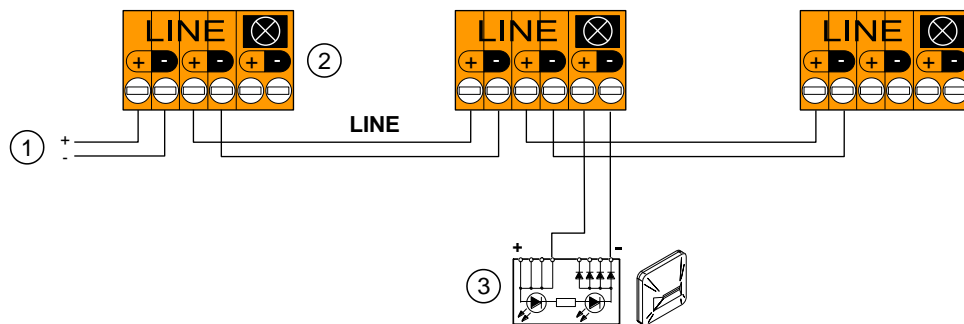 LINE
+ - + - + -
2
LINE
+ - + - + -
LINE
+ - + - + -
1
+
-
LINE
+ -
3